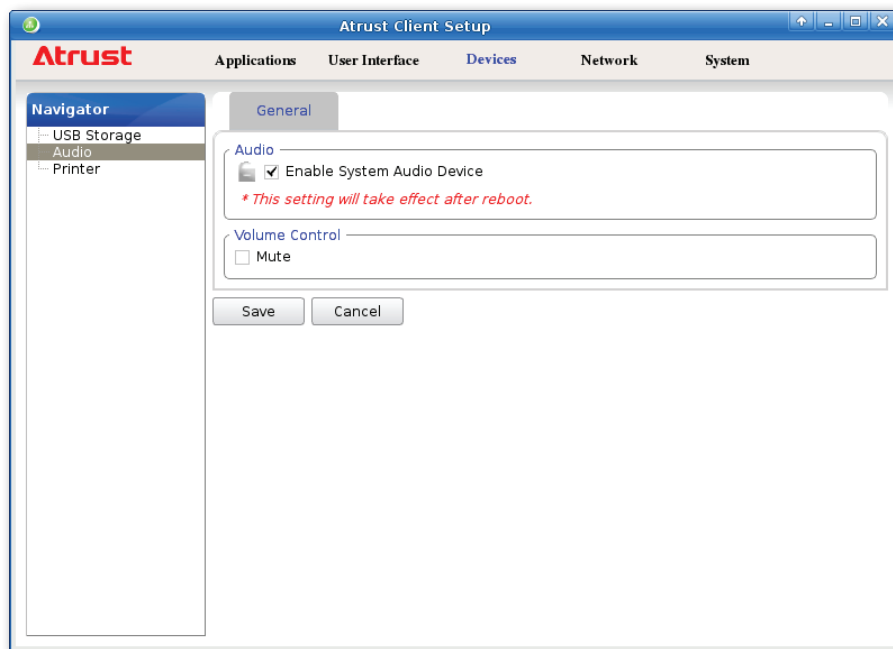 Atrust Client Setup
Atrust
Applications User Interface Devices Network System
Navigator
USB Storage
Audio
Printer
General
Audio
Enable System Audio Device
* This setting will take effect after reboot.
Volume Control
Mute
Save Cancel